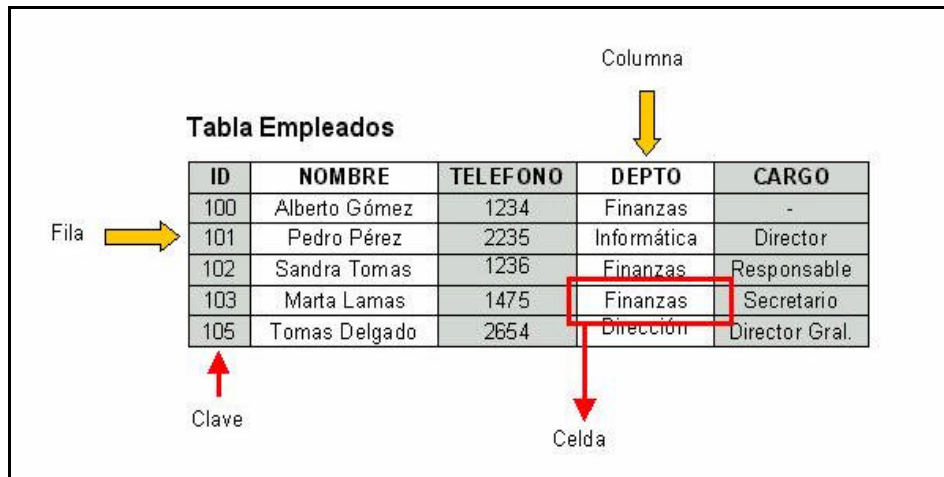 Columna
Tabla Empleados
ID NOMBRE TELEFONO DEPTO CARGO
100 Alberto Gómez 1234 Finanzas -
Fila
101 Pedro Pérez 2235 Informática Director
102 Sandra Tomas 1236 Finanzas Responsable
103 Marta Lamas 1475 Finanzas Secretario
105 Tomas Delgado 2654 Dirección Director Gral.
Clave
Celda